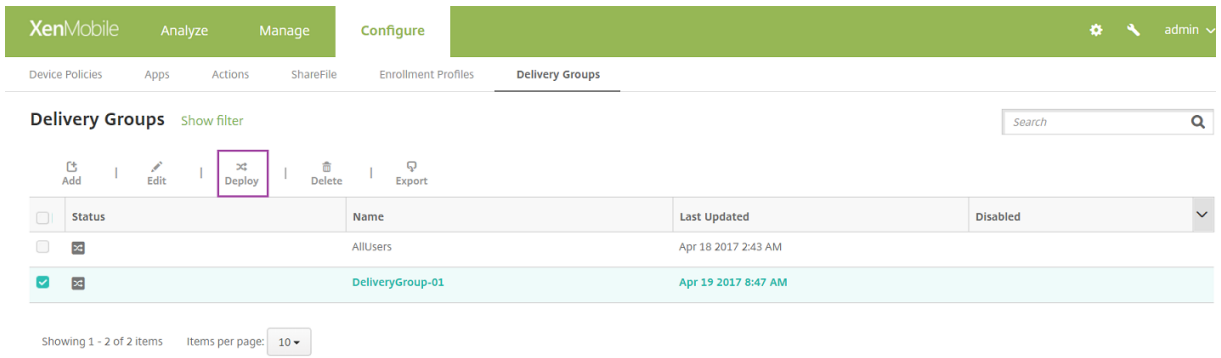 XenMobile Analyze Manage Configure admin
Device Policies Apps Actions ShareFile Enrollment Profiles Delivery Groups
Delivery Groups Show filter Search
Add | Edit | Deploy | Delete | Export
Status Name Last Updated Disabled
AllUsers Apr 18 2017 2:43 AM
DeliveryGroup-01 Apr 19 2017 8:47 AM
Showing 1 - 2 of 2 items Items per page: 10